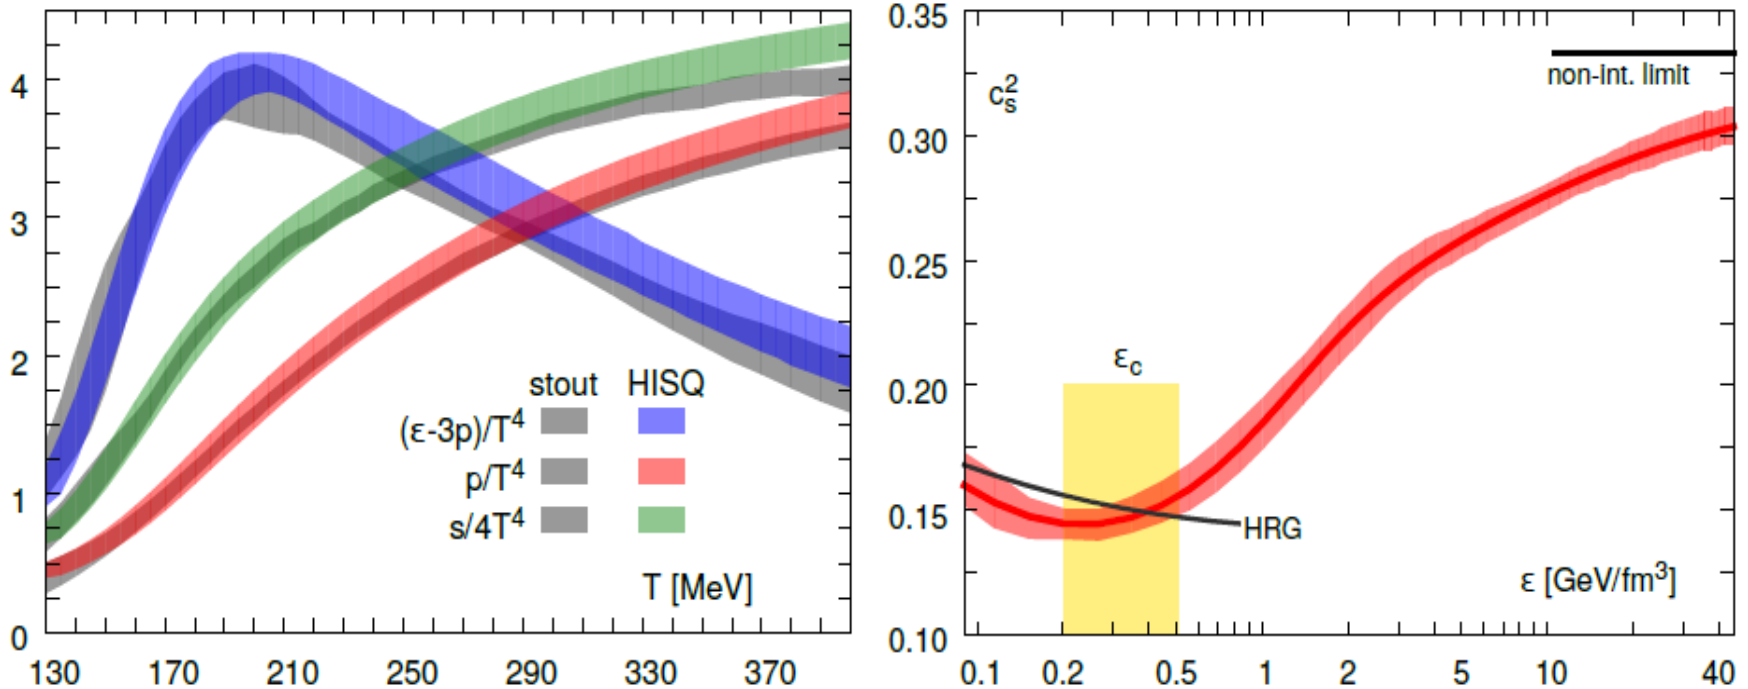 4
3
2
1
0
130 170 210 250 290 330 370
stout HISQ
(ε-3p)/T⁴
p/T⁴
s/4T⁴
T [MeV]
0.35
0.30
0.25
0.20
0.15
0.10
c_s²
non-int. limit
ε_c
HRG
ε [GeV/fm³]
0.1 0.2 0.5 1 2 5 10 40